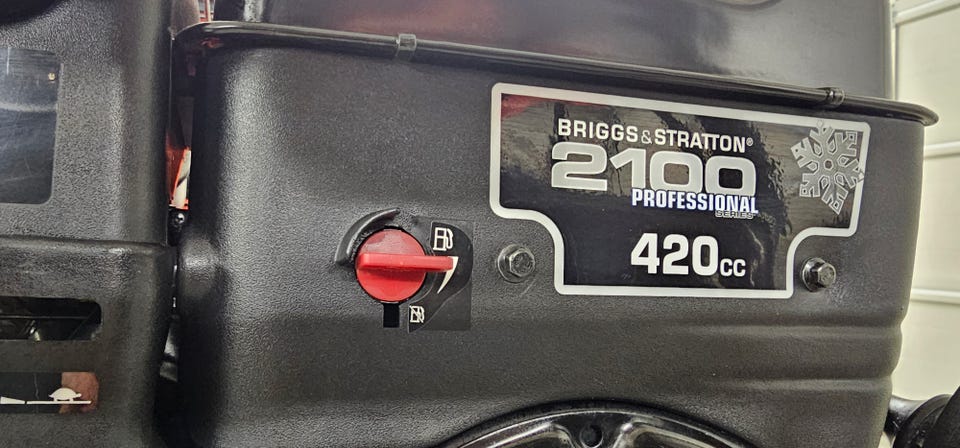 BRIGGS & STRATTON®
2100
PROFESSIONAL
SERIES
420cc